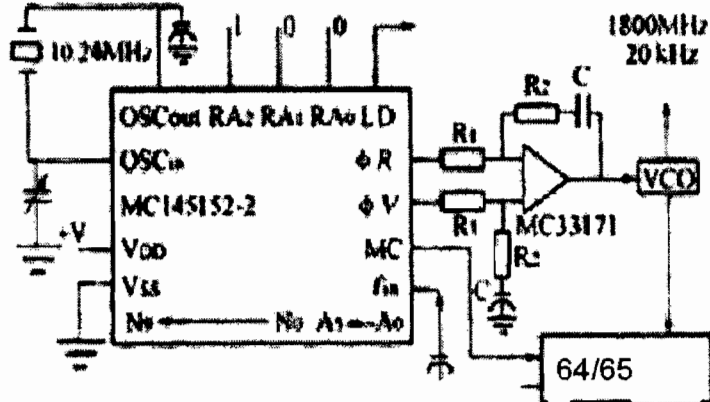 10.24MHz
1 0 0
1800MHz
20 kHz
R2 C
OSCout RA2 RA1 RA0 LD
R1
OSCin
ϕR
VCO
MC145152-2
ϕV
R1
MC33171
+V
VDD
MC
R2
VSS
fin
C
N9 N0 A5 A0
64/65